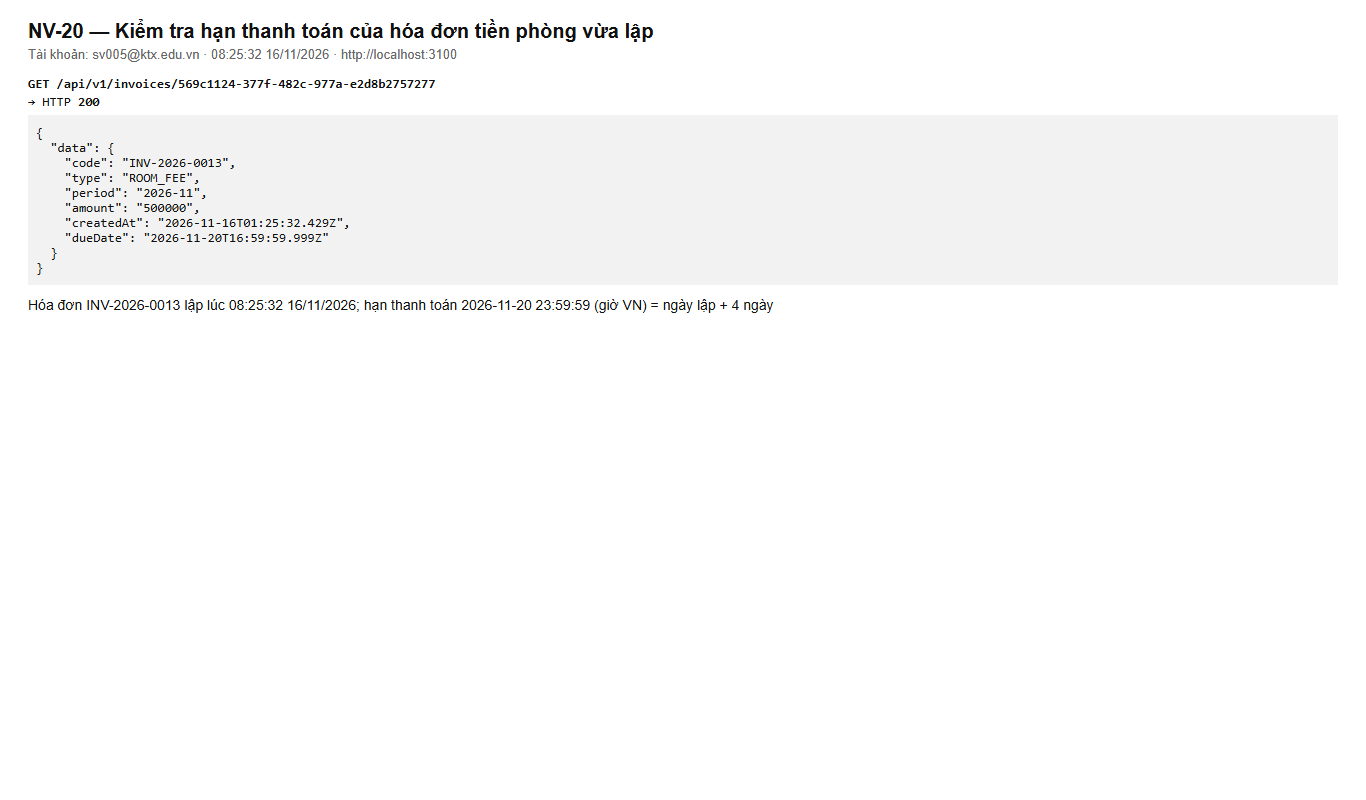 NV-20 — Kiểm tra hạn thanh toán của hóa đơn tiền phòng vừa lập
Tài khoản: sv005@ktx.edu.vn · 08:25:32 16/11/2026 · http://localhost:3100
GET /api/v1/invoices/569c1124-377f-482c-977a-e2d8b2757277
→ HTTP 200
{
  "data": {
    "code": "INV-2026-0013",
    "type": "ROOM_FEE",
    "period": "2026-11",
    "amount": "500000",
    "createdAt": "2026-11-16T01:25:32.429Z",
    "dueDate": "2026-11-20T16:59:59.999Z"
  }
}
Hóa đơn INV-2026-0013 lập lúc 08:25:32 16/11/2026; hạn thanh toán 2026-11-20 23:59:59 (giờ VN) = ngày lập + 4 ngày